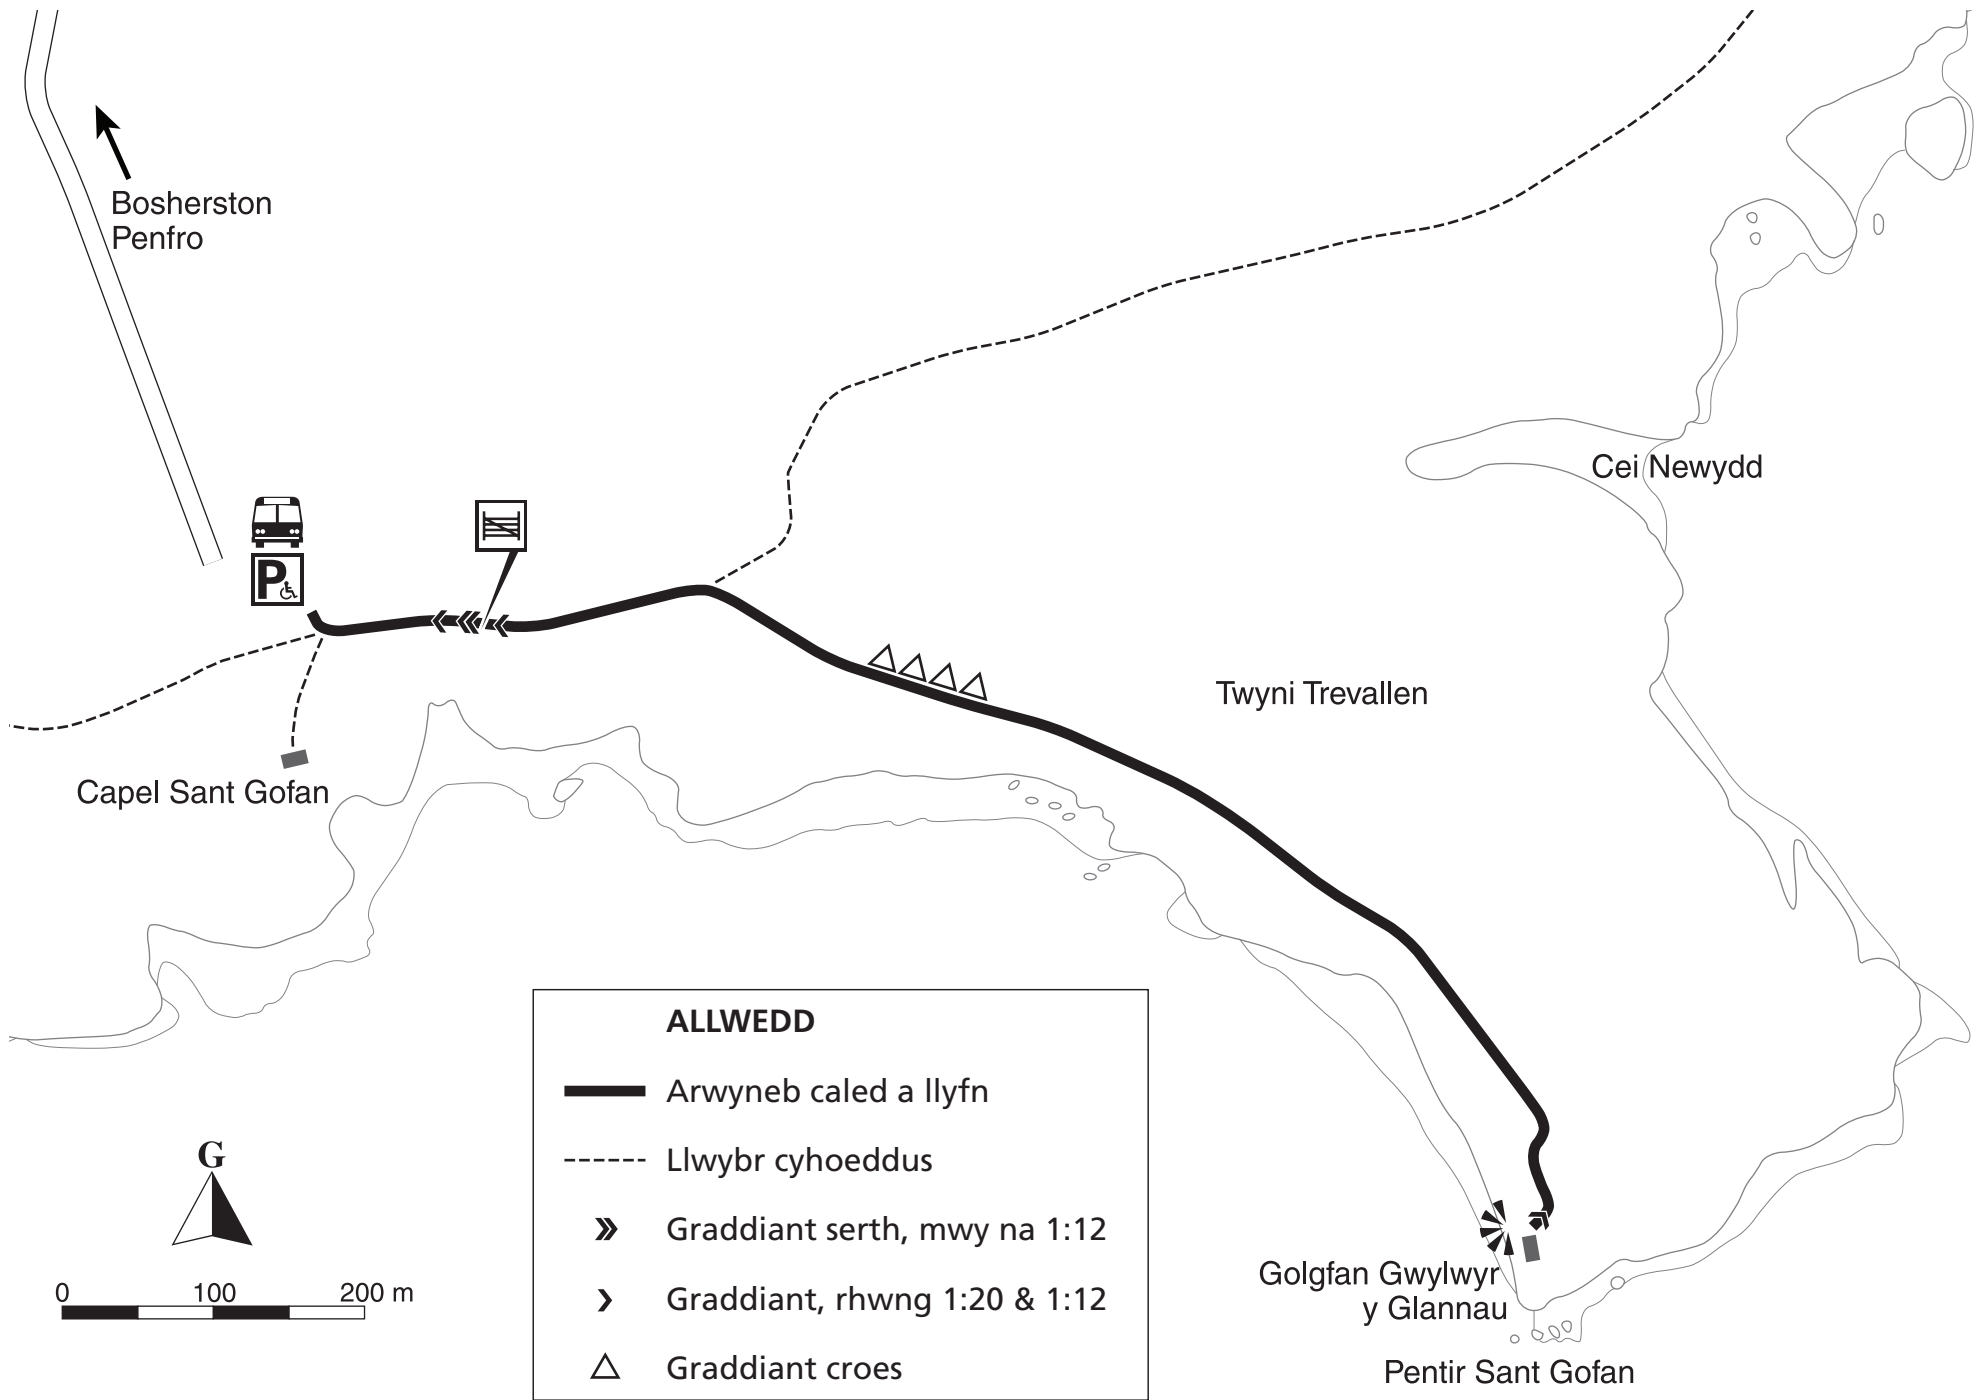 Bosherston
Penfro
Cei Newydd
P
Twyni Trevallen
Capel Sant Gofan
ALLWEDD
Arwyneb caled a llyfn
Llwybr cyhoeddus
Graddiant serth, mwy na 1:12
Graddiant, rhwng 1:20 & 1:12
Graddiant croes
G
0 100 200 m
Golgfan Gwylwyr
y Glannau
Pentir Sant Gofan